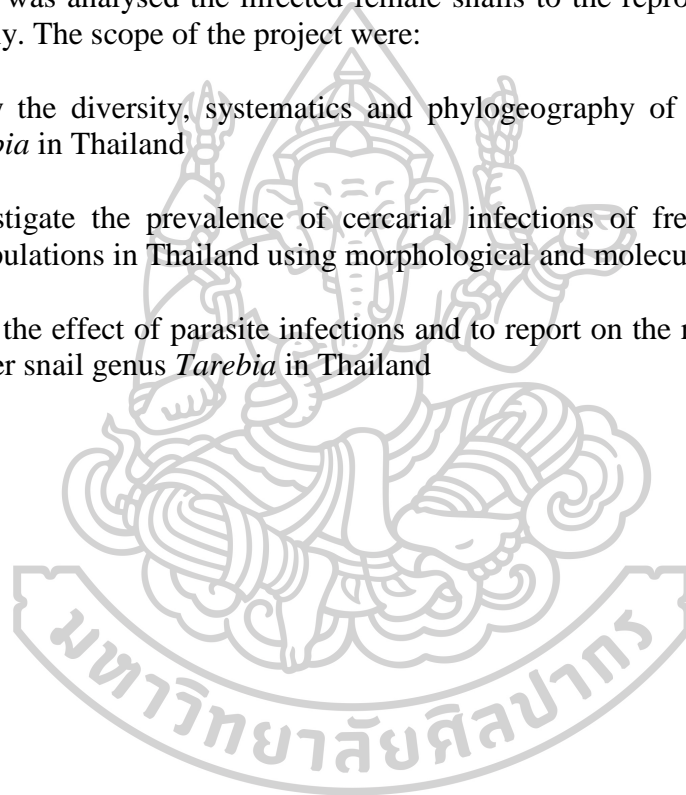 was analysed the infected female snails to the repro
y. The scope of the project were:
the diversity, systematics and phylogeography of
bia in Thailand
stigate the prevalence of cercarial infections of fre
pulations in Thailand using morphological and molecu
the effect of parasite infections and to report on the
er snail genus Tarebia in Thailand
มหาวิทยาลัยศิลปากร